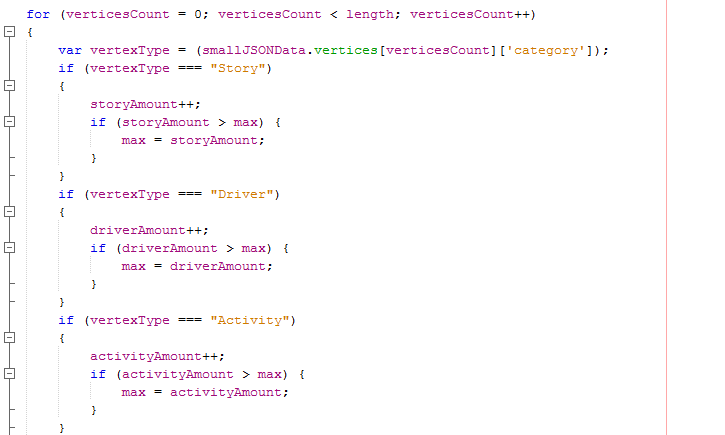 for (verticesCount = 0; verticesCount < length; verticesCount++)
{
    var vertexType = (smallJSONData.vertices[verticesCount]['category']);
    if (vertexType === "Story")
    {
        storyAmount++;
        if (storyAmount > max) {
            max = storyAmount;
        }
    }
    if (vertexType === "Driver")
    {
        driverAmount++;
        if (driverAmount > max) {
            max = driverAmount;
        }
    }
    if (vertexType === "Activity")
    {
        activityAmount++;
        if (activityAmount > max) {
            max = activityAmount;
        }
    }